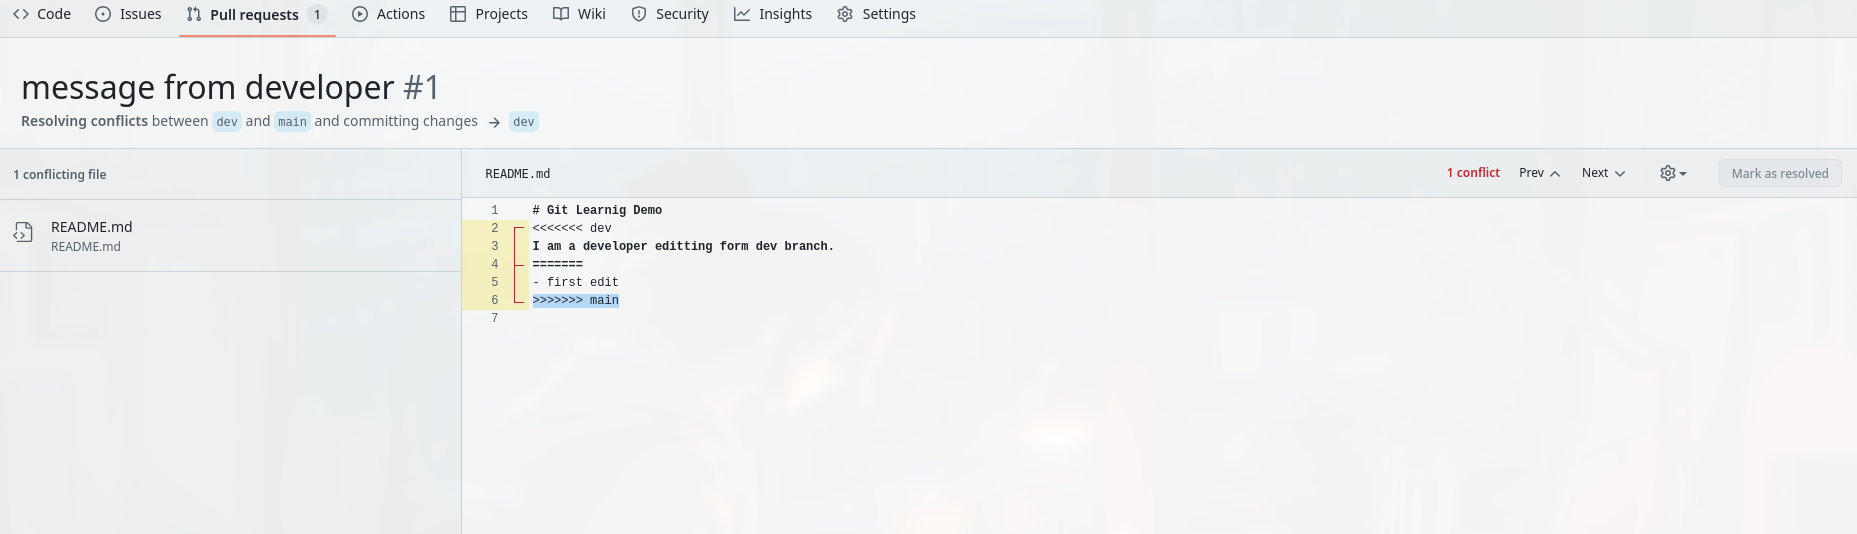 Code Issues Pull requests 1 Actions Projects Wiki Security Insights Settings
message from developer #1
Resolving conflicts between dev and main and committing changes → dev
1 conflicting file
README.md
README.md
README.md 1 conflict Prev Next Mark as resolved
1 # Git Learnig Demo
2 <<<<<<< dev
3 I am a developer editting form dev branch.
4 =======
5 - first edit
6 >>>>>>> main
7